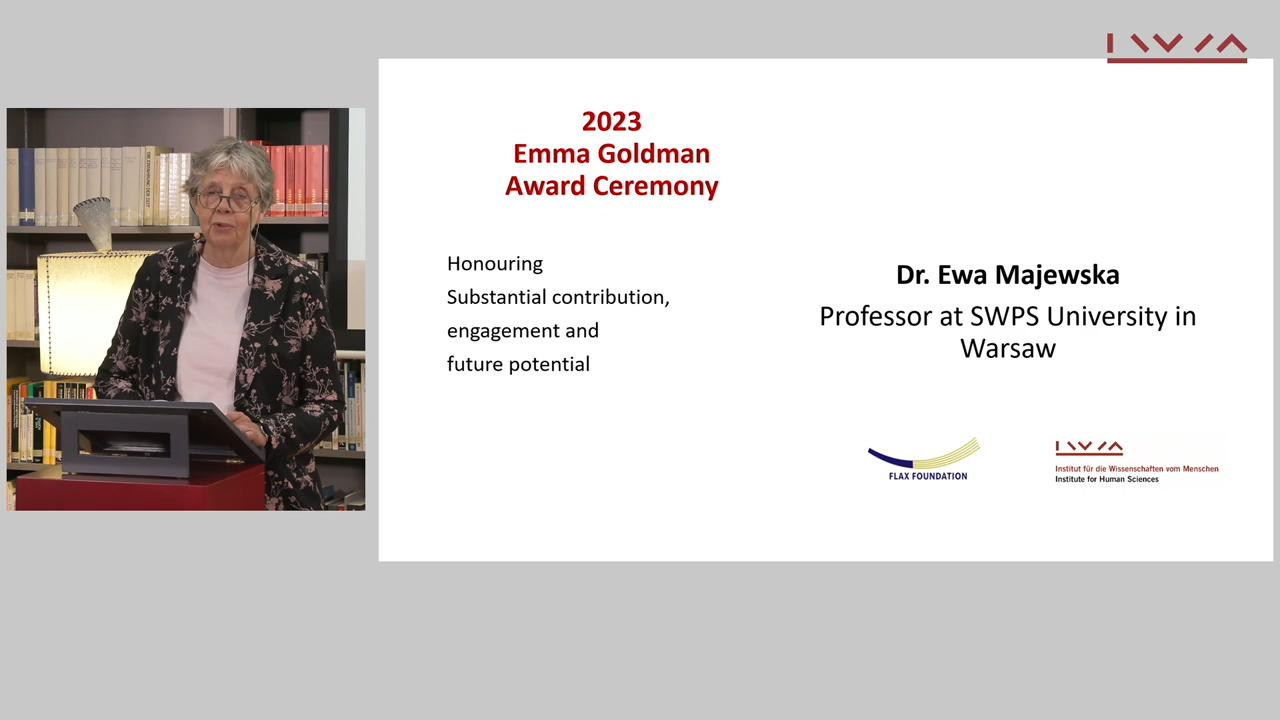 2023
Emma Goldman
Award Ceremony
Honouring
Substantial contribution,
engagement and
future potential
Dr. Ewa Majewska
Professor at SWPS University in
Warsaw
FLAX FOUNDATION
Institut für die Wissenschaften vom Menschen
Institute for Human Sciences